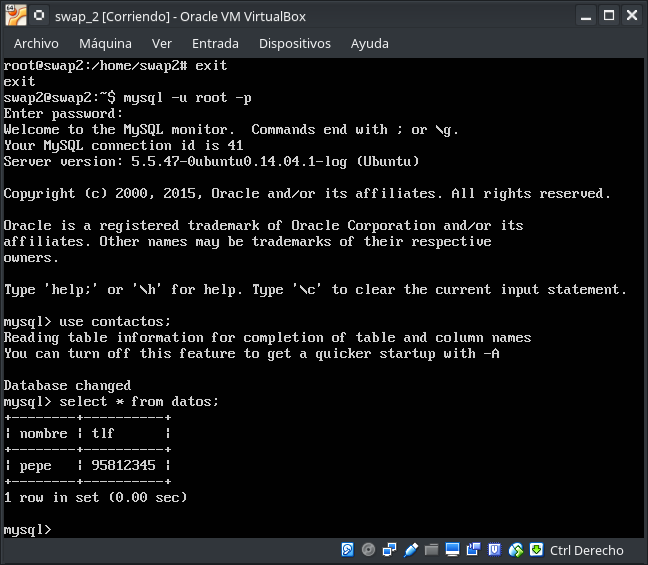 swap_2 [Corriendo] - Oracle VM VirtualBox
Archivo Máquina Ver Entrada Dispositivos Ayuda
root@swap2:/home/swap2# exit
exit
swap2@swap2:~$ mysql -u root -p
Enter password:
Welcome to the MySQL monitor.  Commands end with ; or \g.
Your MySQL connection id is 41
Server version: 5.5.47-0ubuntu0.14.04.1-log (Ubuntu)

Copyright (c) 2000, 2015, Oracle and/or its affiliates. All rights reserved.

Oracle is a registered trademark of Oracle Corporation and/or its
affiliates. Other names may be trademarks of their respective
owners.

Type 'help;' or '\h' for help. Type '\c' to clear the current input statement.

mysql> use contactos;
Reading table information for completion of table and column names
You can turn off this feature to get a quicker startup with -A

Database changed
mysql> select * from datos;
+--------+----------+
| nombre | tlf      |
+--------+----------+
| pepe   | 95812345 |
+--------+----------+
1 row in set (0.00 sec)

mysql>
Ctrl Derecho